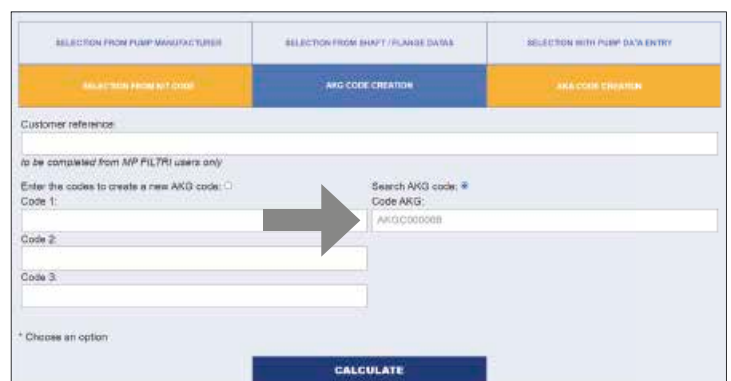 SELECTION FROM PUMP MANUFACTURER
SELECTION FROM SHAFT / FLANGE DATAS
SELECTION WITH PUMP DATA ENTRY
SELECTION FROM KIT CODE
AKG CODE CREATION
AKA CODE CREATION
Customer reference:
to be completed from MP FILTRI users only
Enter the codes to create a new AKG code:
Search AKG code:
Code 1:
Code AKG:
AKGC000068
Code 2:
Code 3:
* Choose an option
CALCULATE